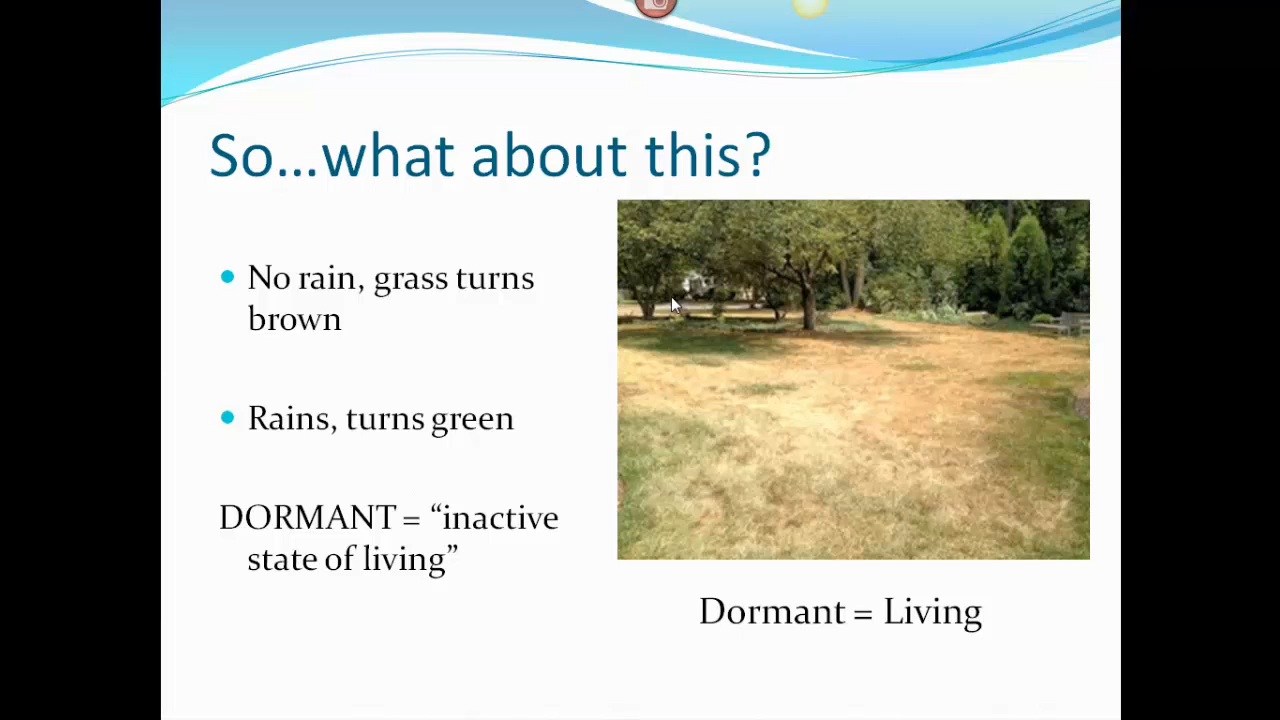 So...what about this?
No rain, grass turns
brown
Rains, turns green
DORMANT = “inactive
state of living”
Dormant = Living